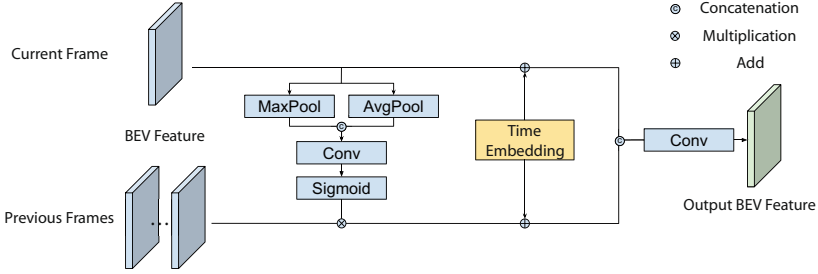 Concatenation
Multiplication
Add
Current Frame
BEV Feature
Previous Frames
MaxPool
AvgPool
C
Conv
Sigmoid
Time
Embedding
C
Conv
Output BEV Feature